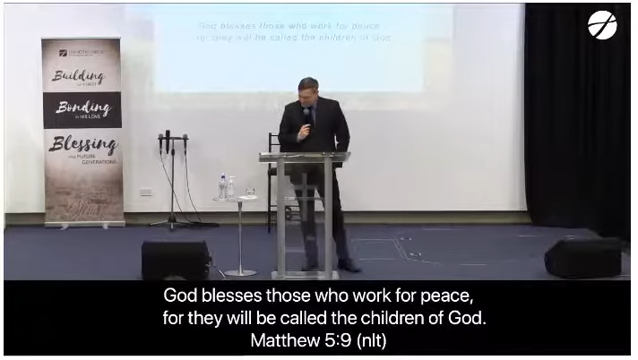 God blesses those who work for peace,
for they will be called the children of God.
Building
Bonding
Blessing
FUTURE
GENERATIONS
God blesses those who work for peace,
for they will be called the children of God.
Matthew 5:9 (nlt)